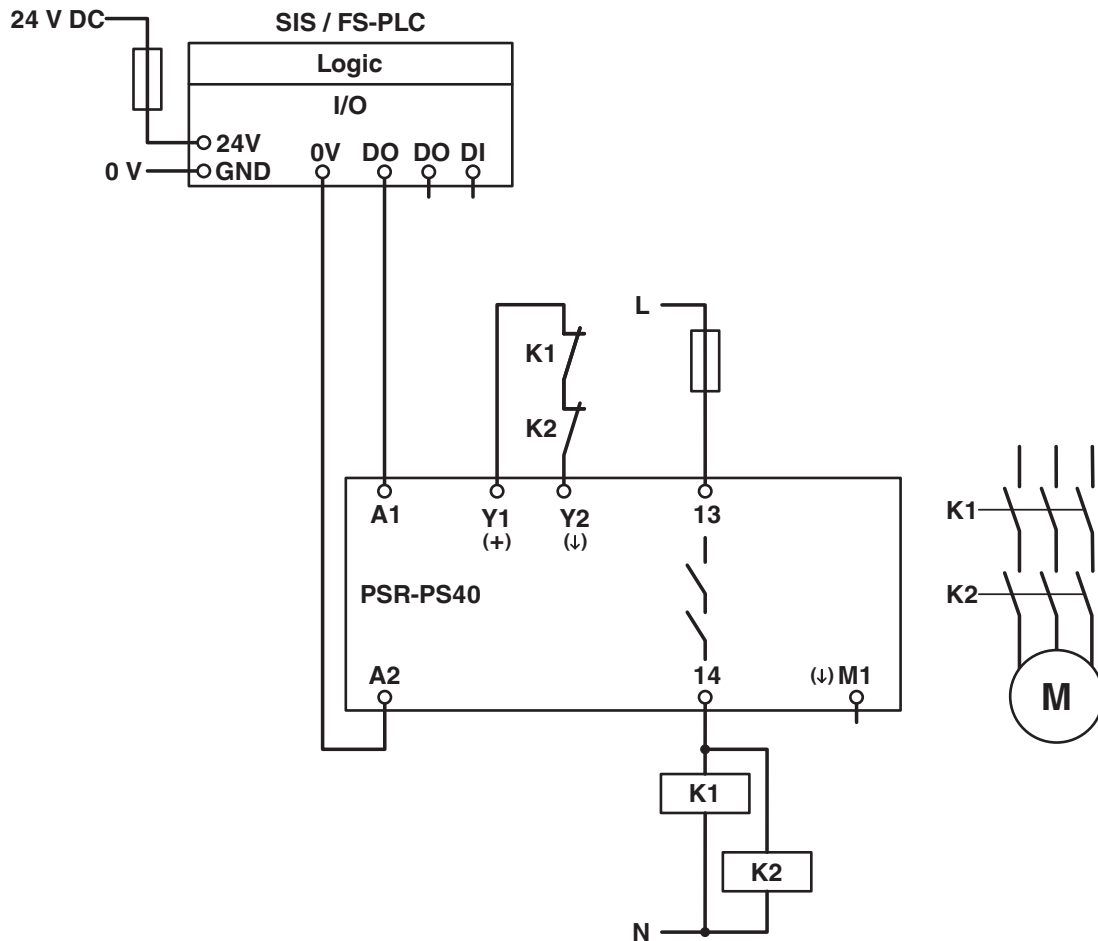 24 V DC
SIS / FS-PLC
Logic
I/O
24V
0V DO DO DI
0 V
GND
L
K1
K2
A1 Y1 Y2 13
(+) (↓)
K1
PSR-PS40
K2
A2 14 (↓) M1
M
K1
K2
N